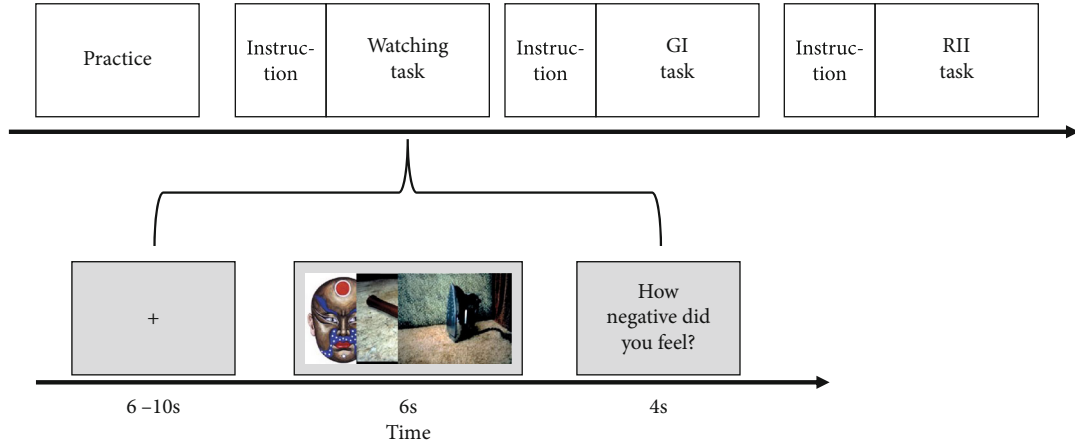 Practice
Instruc-
tion
Watching
task
Instruc-
tion
GI
task
Instruc-
tion
RII
task
+
How
negative did
you feel?
6 –10s
6s
4s
Time